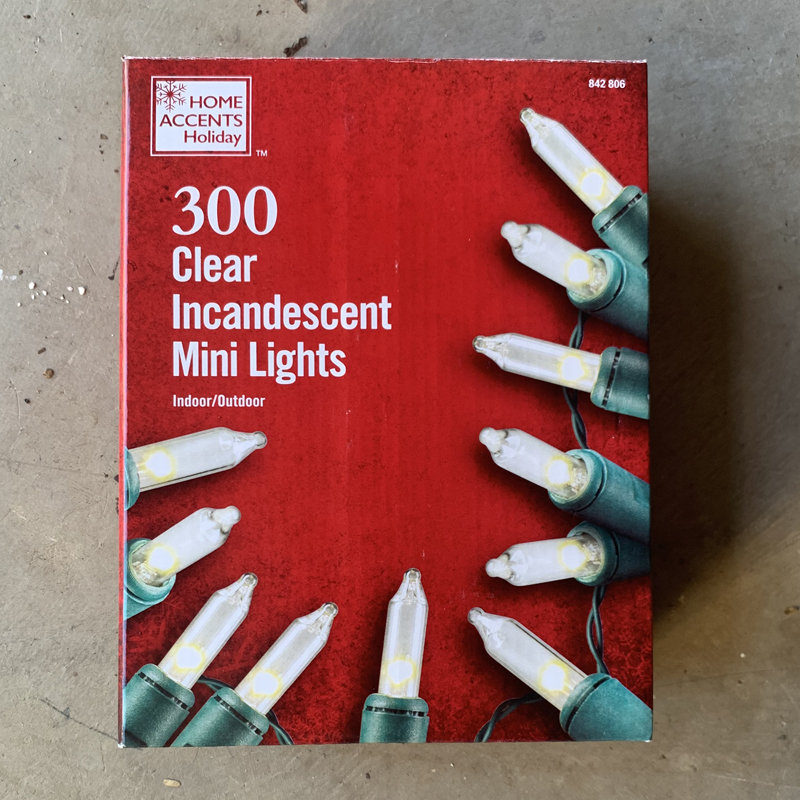 HOME
ACCENTS
Holiday
TM
842 806
300
Clear
Incandescent
Mini Lights
Indoor/Outdoor